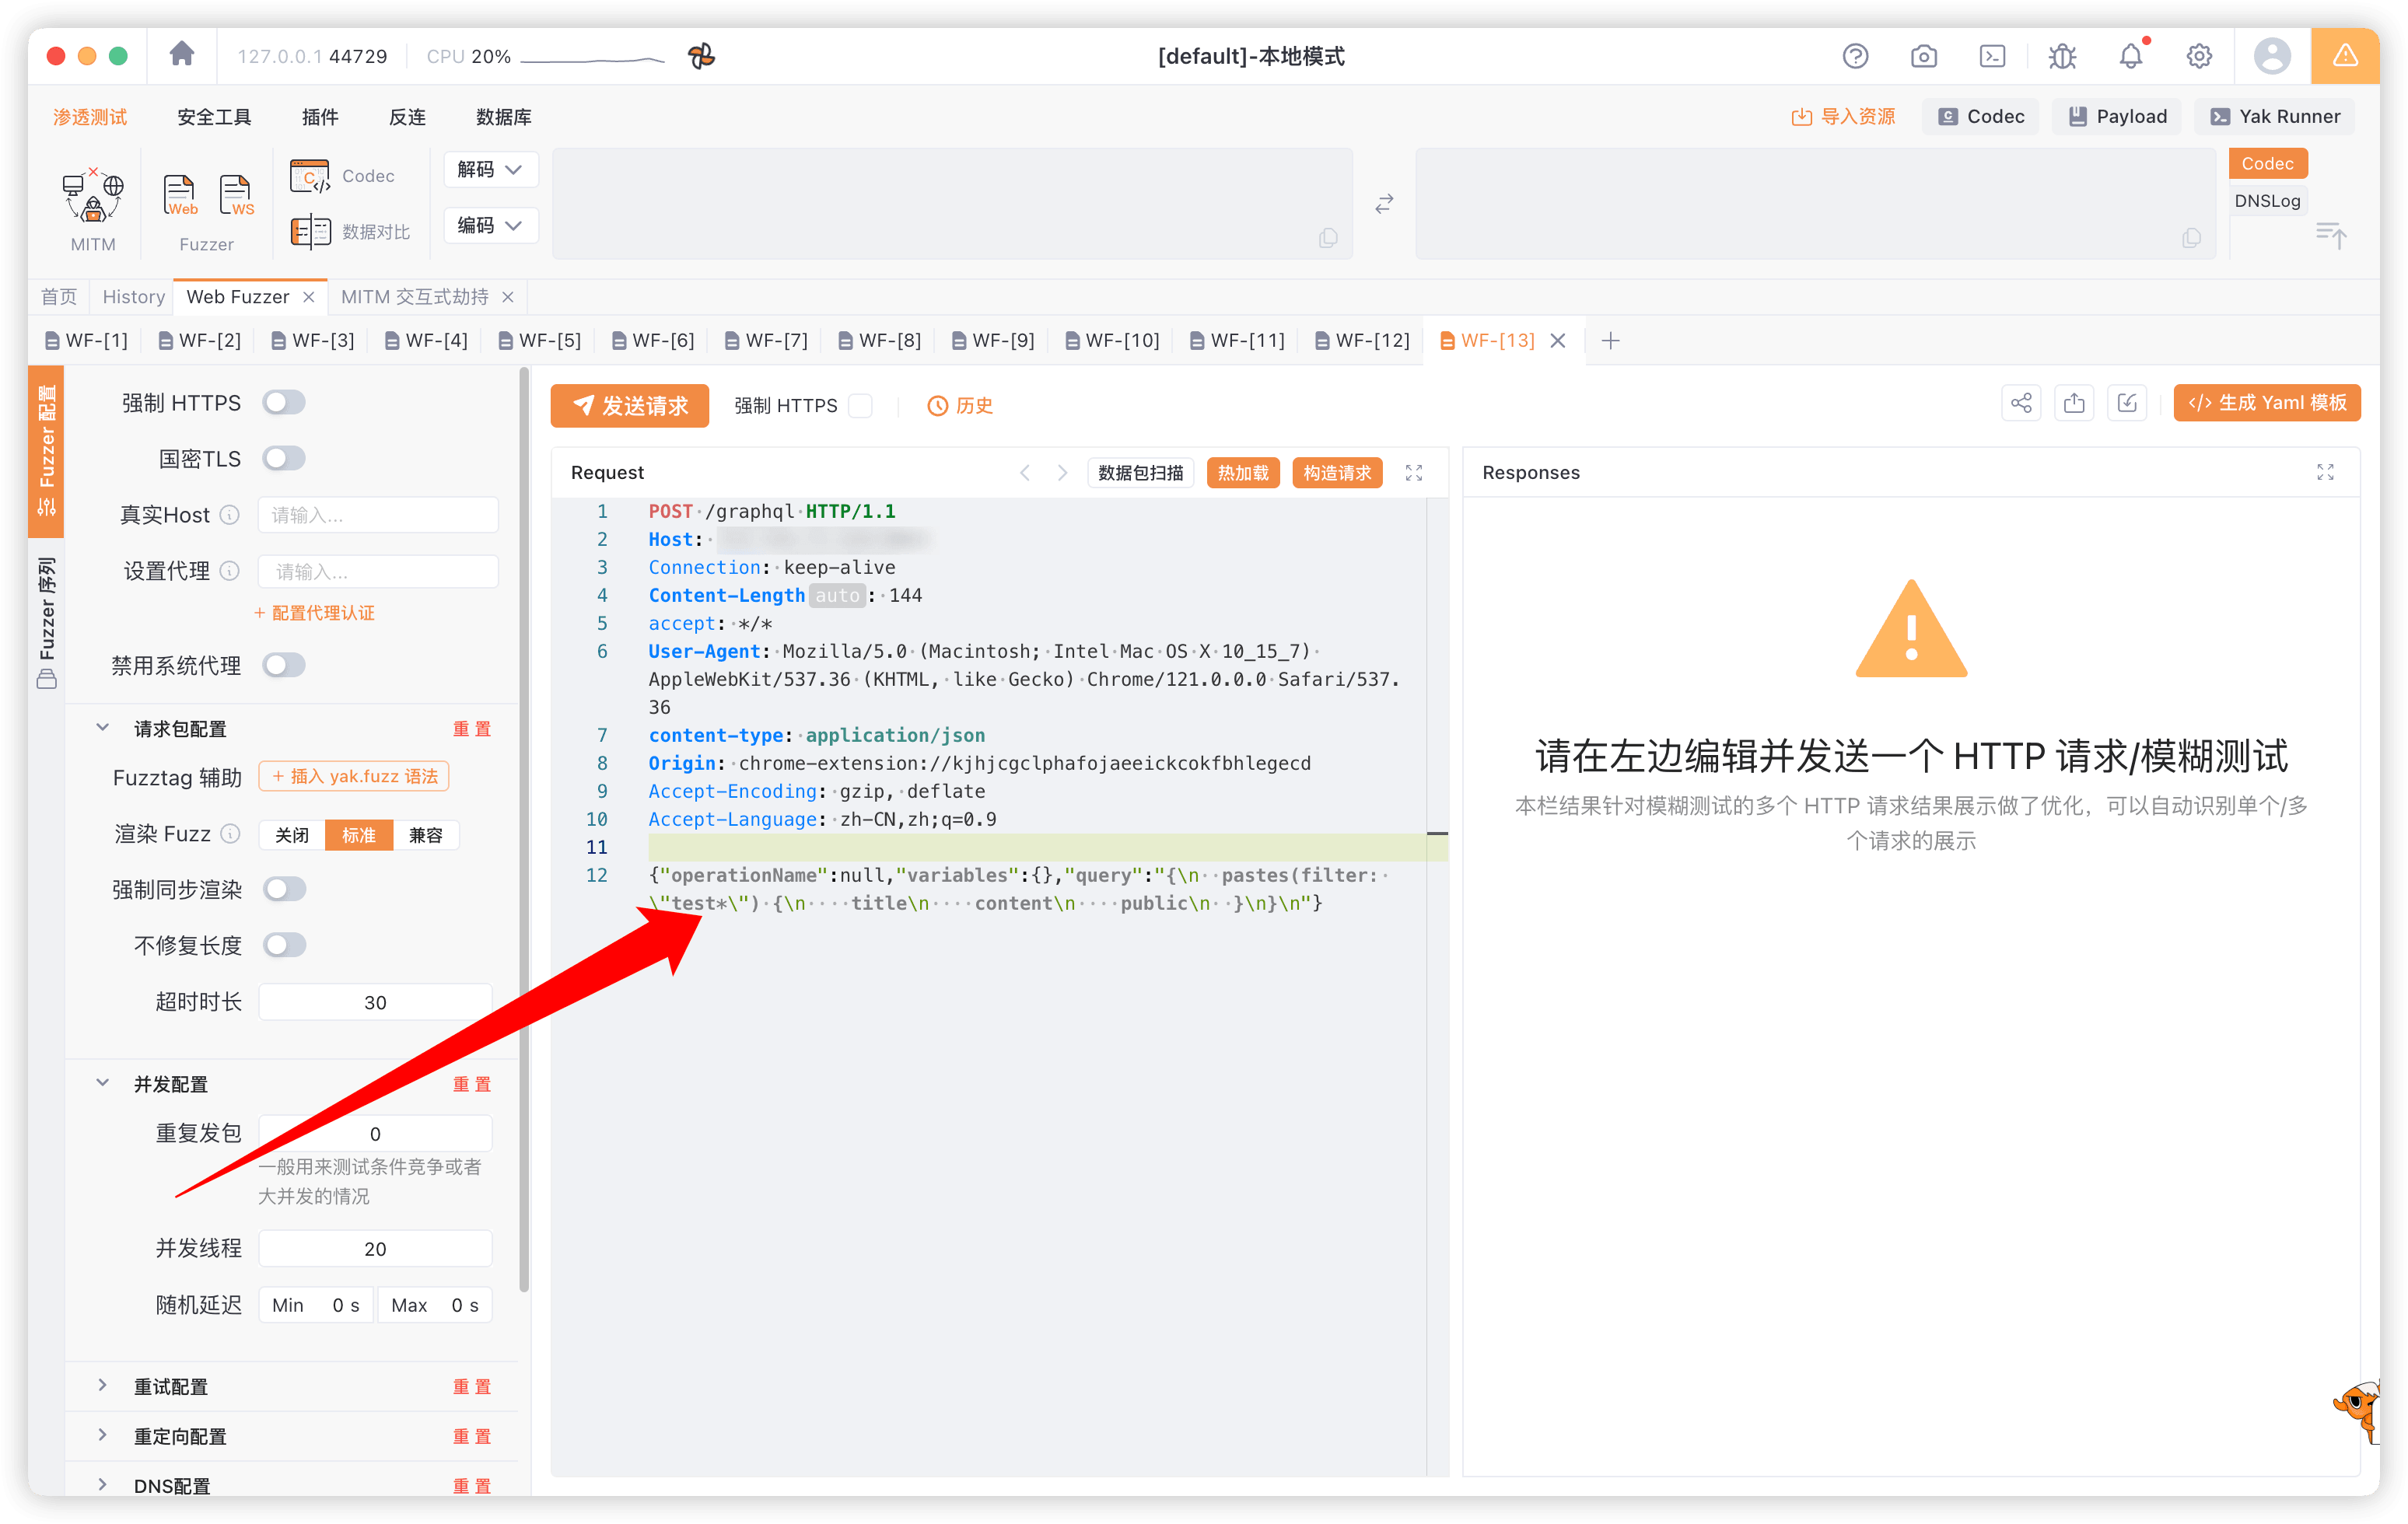 127.0.0.1 44729
CPU 20%
[default]-本地模式
渗透测试 安全工具 插件 反连 数据库
导入资源 Codec Payload Yak Runner
MITM
Web WS
Fuzzer
Codec
数据对比
解码
编码
Codec
DNSLog
首页 History Web Fuzzer MITM 交互式劫持
WF-[1] WF-[2] WF-[3] WF-[4] WF-[5] WF-[6] WF-[7] WF-[8] WF-[9] WF-[10] WF-[11] WF-[12] WF-[13]
Fuzzer 配置
Fuzzer 序列
强制 HTTPS
国密TLS
真实Host 请输入...
设置代理 请输入...
+ 配置代理认证
禁用系统代理
请求包配置 重 置
Fuzztag 辅助 + 插入 yak.fuzz 语法
渲染 Fuzz 关闭 标准 兼容
强制同步渲染
不修复长度
超时时长 30
并发配置 重 置
重复发包 0
一般用来测试条件竞争或者
大并发的情况
并发线程 20
随机延迟 Min 0 s Max 0 s
重试配置 重 置
重定向配置 重 置
DNS配置 重 置
发送请求 强制 HTTPS 历史
</> 生成 Yaml 模板
Request 数据包扫描 热加载 构造请求
1 POST /graphql HTTP/1.1
2 Host:
3 Connection: keep-alive
4 Content-Length auto : 144
5 accept: */*
6 User-Agent: Mozilla/5.0 (Macintosh; Intel Mac OS X 10_15_7)
AppleWebKit/537.36 (KHTML, like Gecko) Chrome/121.0.0.0 Safari/537.
36
7 content-type: application/json
8 Origin: chrome-extension://kjhjcgclphafojaeeickcokfbhlegecd
9 Accept-Encoding: gzip, deflate
10 Accept-Language: zh-CN,zh;q=0.9
11
12 {"operationName":null,"variables":{},"query":"{\n  pastes(filter:
\"test*\") {\n    title\n    content\n    public\n  }\n}\n"}
Responses
请在左边编辑并发送一个 HTTP 请求/模糊测试
本栏结果针对模糊测试的多个 HTTP 请求结果展示做了优化，可以自动识别单个/多
个请求的展示